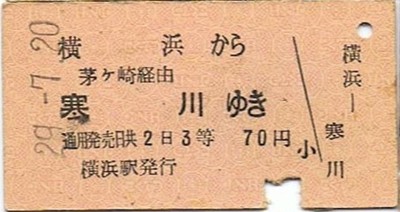 29-7.20
横浜から
茅ケ崎経由
寒川ゆき
通用発売日共2日3等 70円
小
横浜駅発行
横浜—寒川